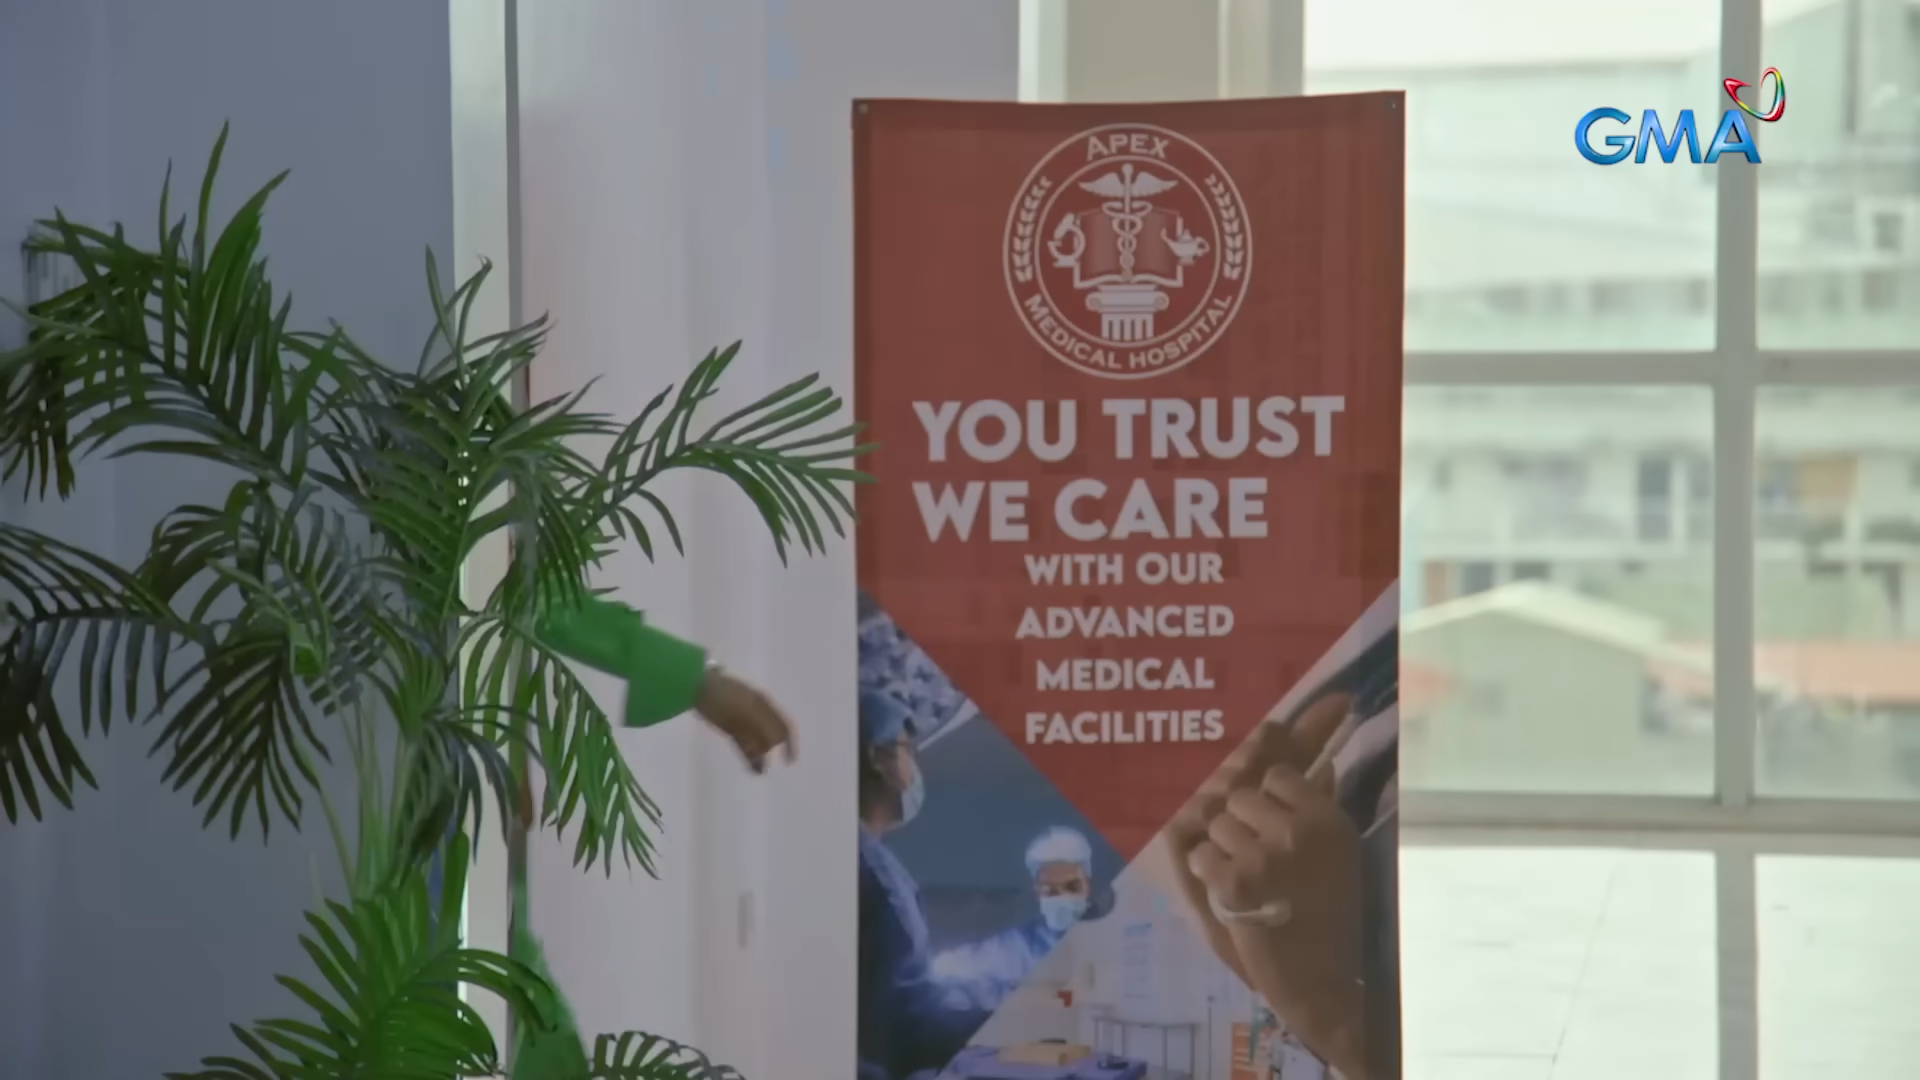 GMA
APEX
MEDICAL HOSPITAL
YOU TRUST
WE CARE
WITH OUR
ADVANCED
MEDICAL
FACILITIES